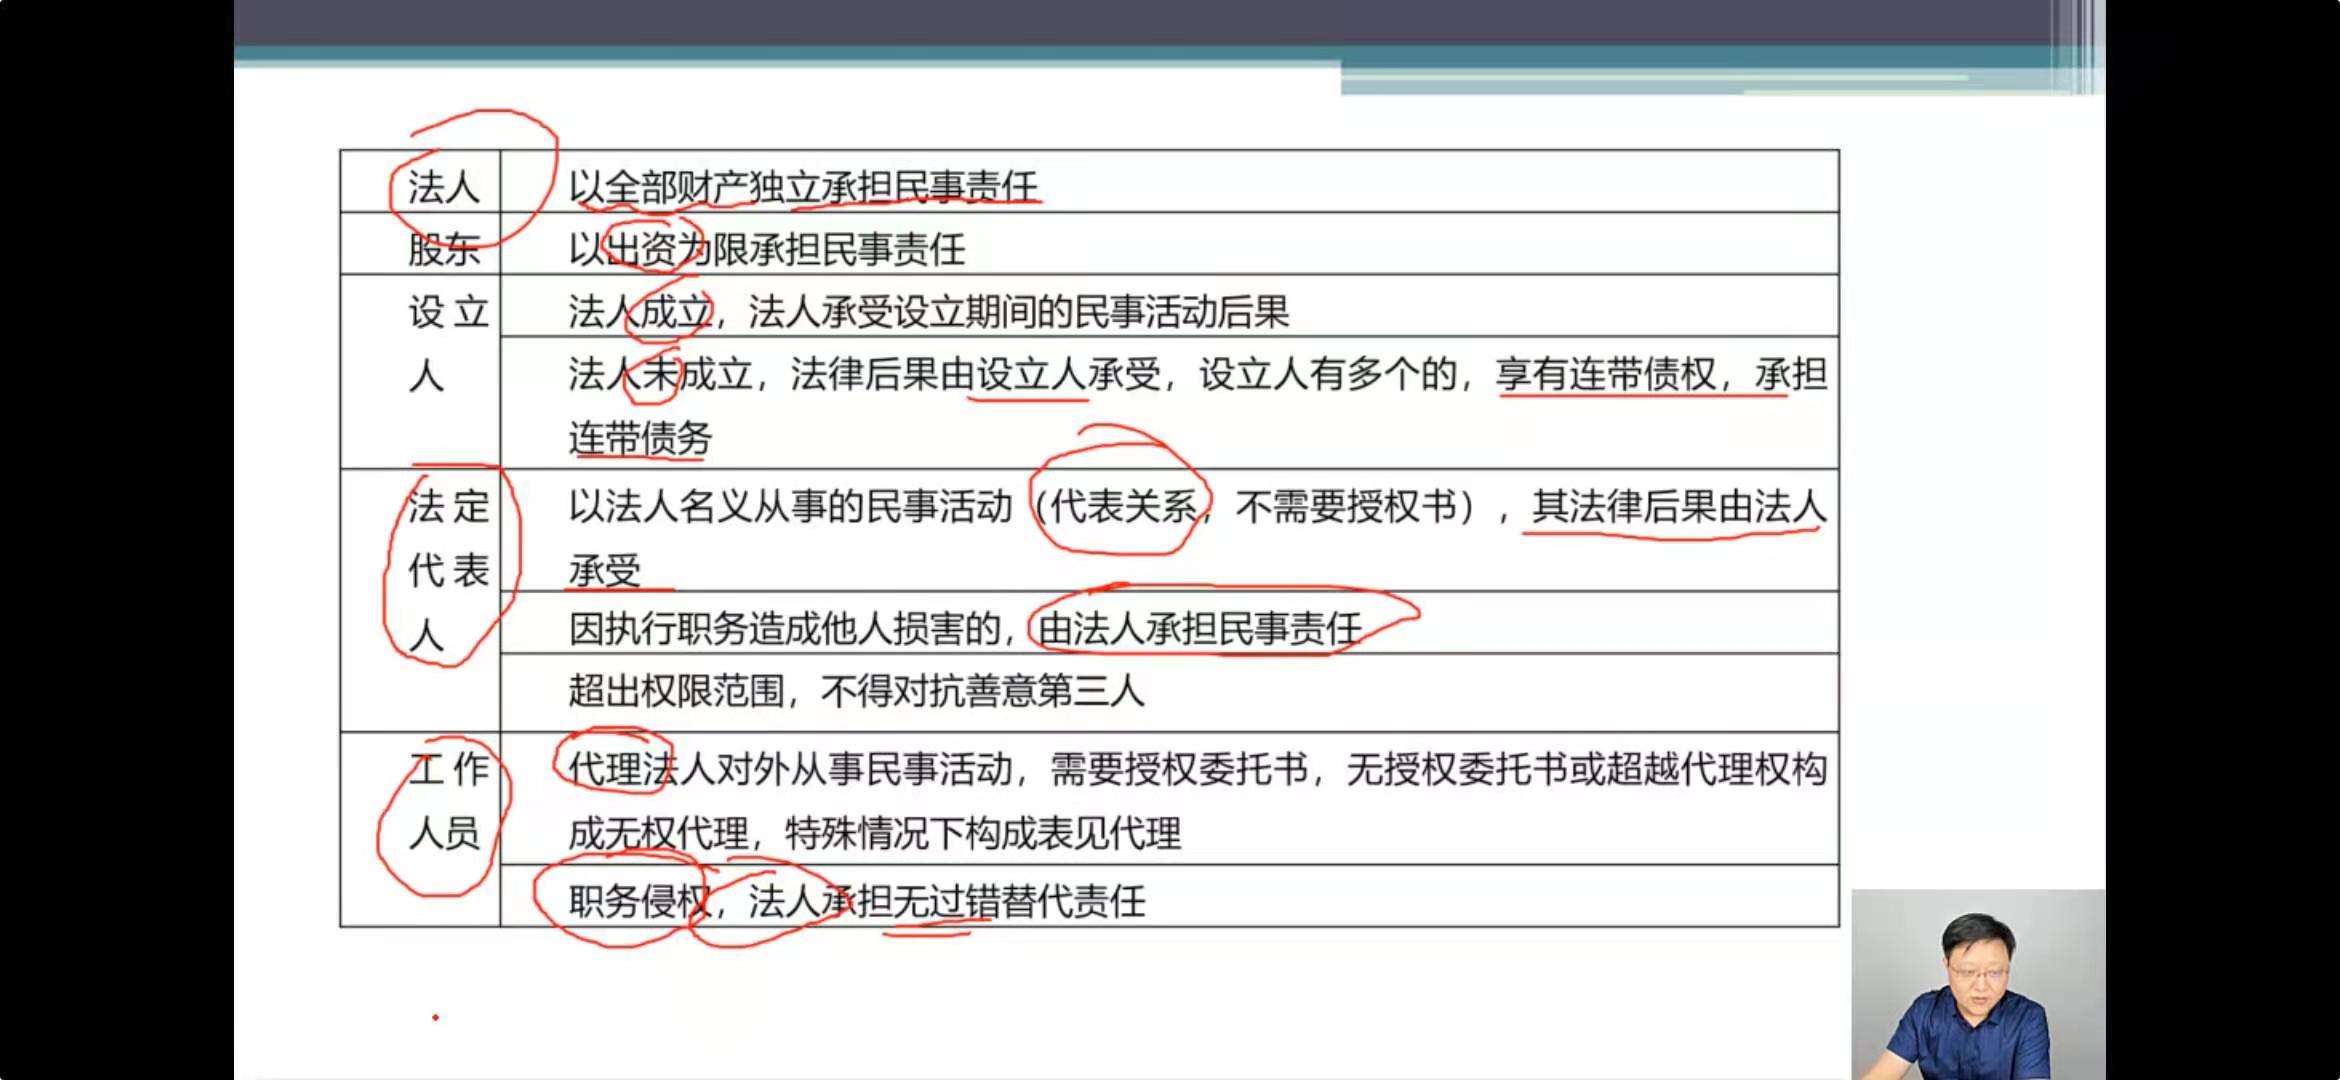 法人
以全部财产独立承担民事责任
股东
以出资为限承担民事责任
设立
人
法人成立，法人承受设立期间的民事活动后果
法人未成立，法律后果由设立人承受，设立人有多个的，享有连带债权，承担
连带债务
法定
代表
人
以法人名义从事的民事活动（代表关系，不需要授权书），其法律后果由法人
承受
因执行职务造成他人损害的，由法人承担民事责任
超出权限范围，不得对抗善意第三人
工作
人员
代理法人对外从事民事活动，需要授权委托书，无授权委托书或超越代理权构
成无权代理，特殊情况下构成表见代理
职务侵权，法人承担无过错替代责任